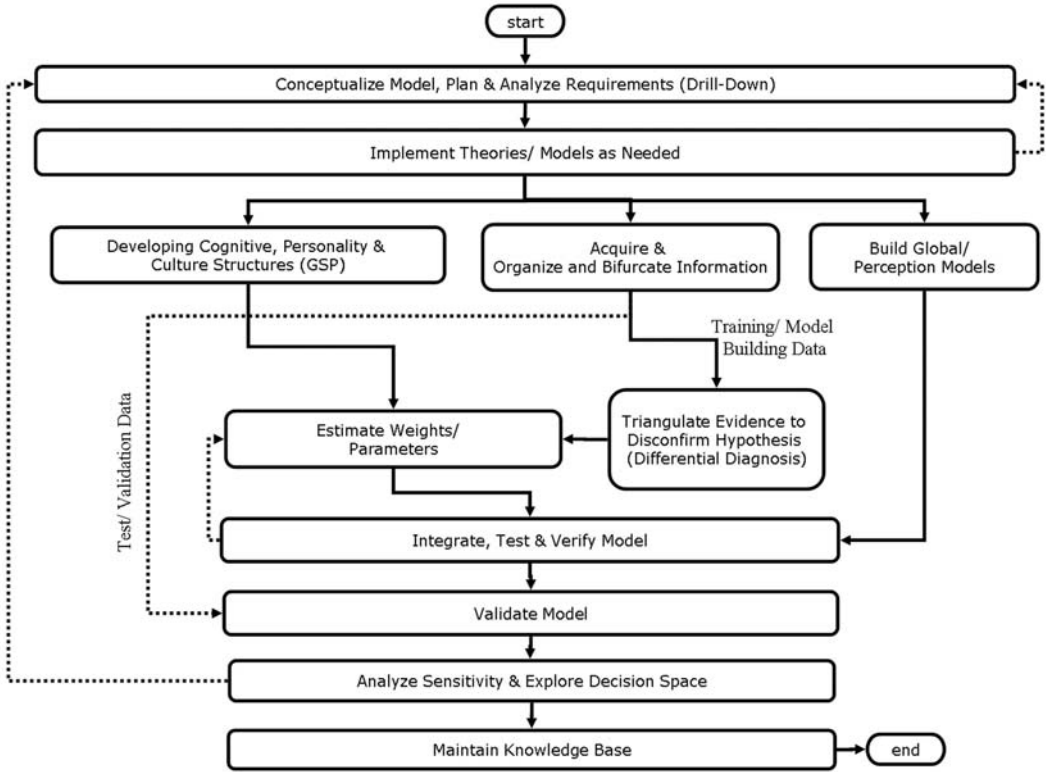 start
Conceptualize Model, Plan & Analyze Requirements (Drill-Down)
Implement Theories/ Models as Needed
Developing Cognitive, Personality &
Culture Structures (GSP)
Acquire &
Organize and Bifurcate Information
Build Global/
Perception Models
Training/ Model
Building Data
Test/ Validation Data
Estimate Weights/
Parameters
Triangulate Evidence to
Disconfirm Hypothesis
(Differential Diagnosis)
Integrate, Test & Verify Model
Validate Model
Analyze Sensitivity & Explore Decision Space
Maintain Knowledge Base
end